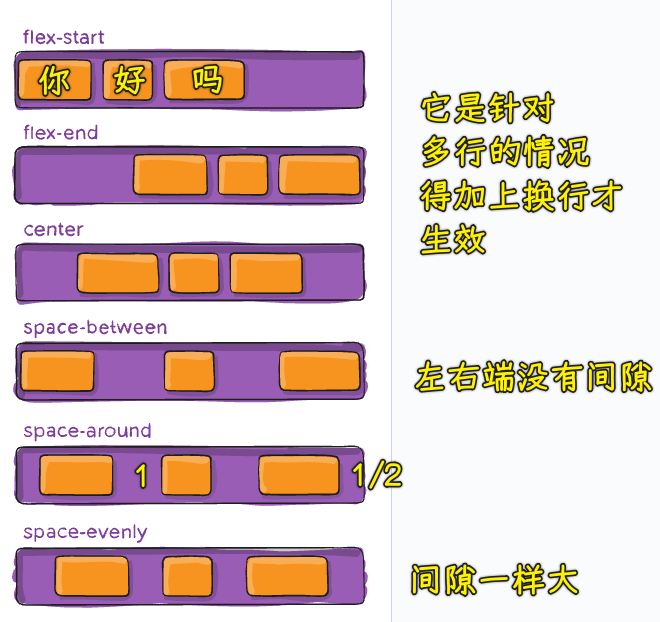 flex-start
你 好 吗
flex-end
它是针对
多行的情况
得加上换行才
生效
center
space-between
左右端没有间隙
space-around
1 1/2
space-evenly
间隙一样大